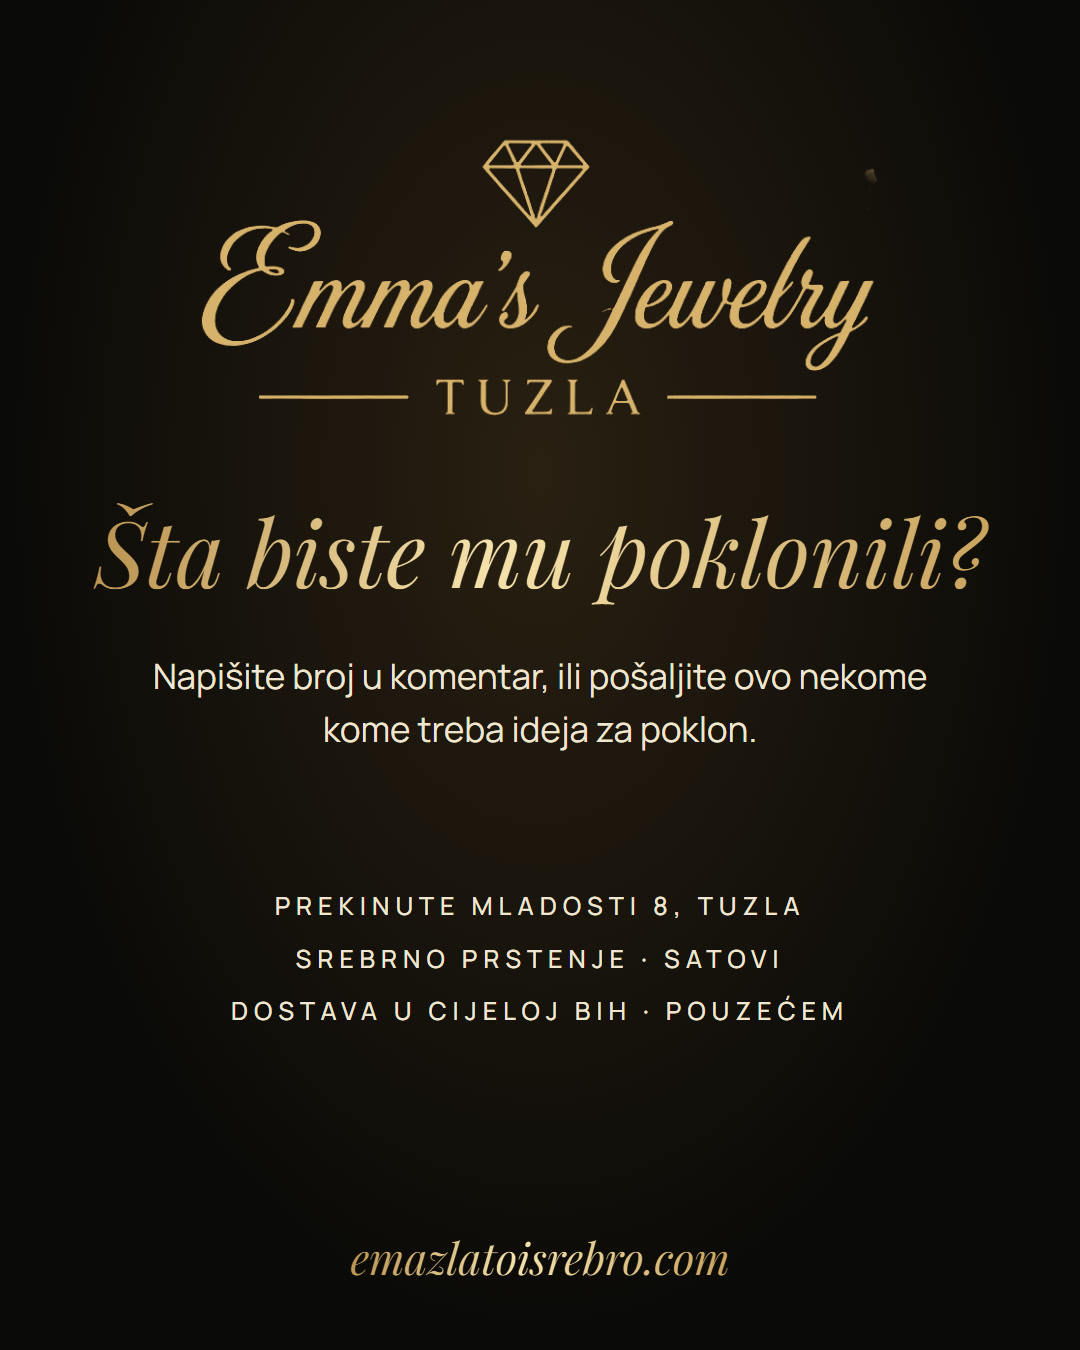 Emma's Jewelry
TUZLA
Šta biste mu poklonili?
Napišite broj u komentar, ili pošaljite ovo nekome
kome treba ideja za poklon.
PREKINUTE MLADOSTI 8, TUZLA
SREBRNO PRSTENJE · SATOVI
DOSTAVA U CIJELOJ BIH · POUZEĆEM
emazlatoisrebro.com